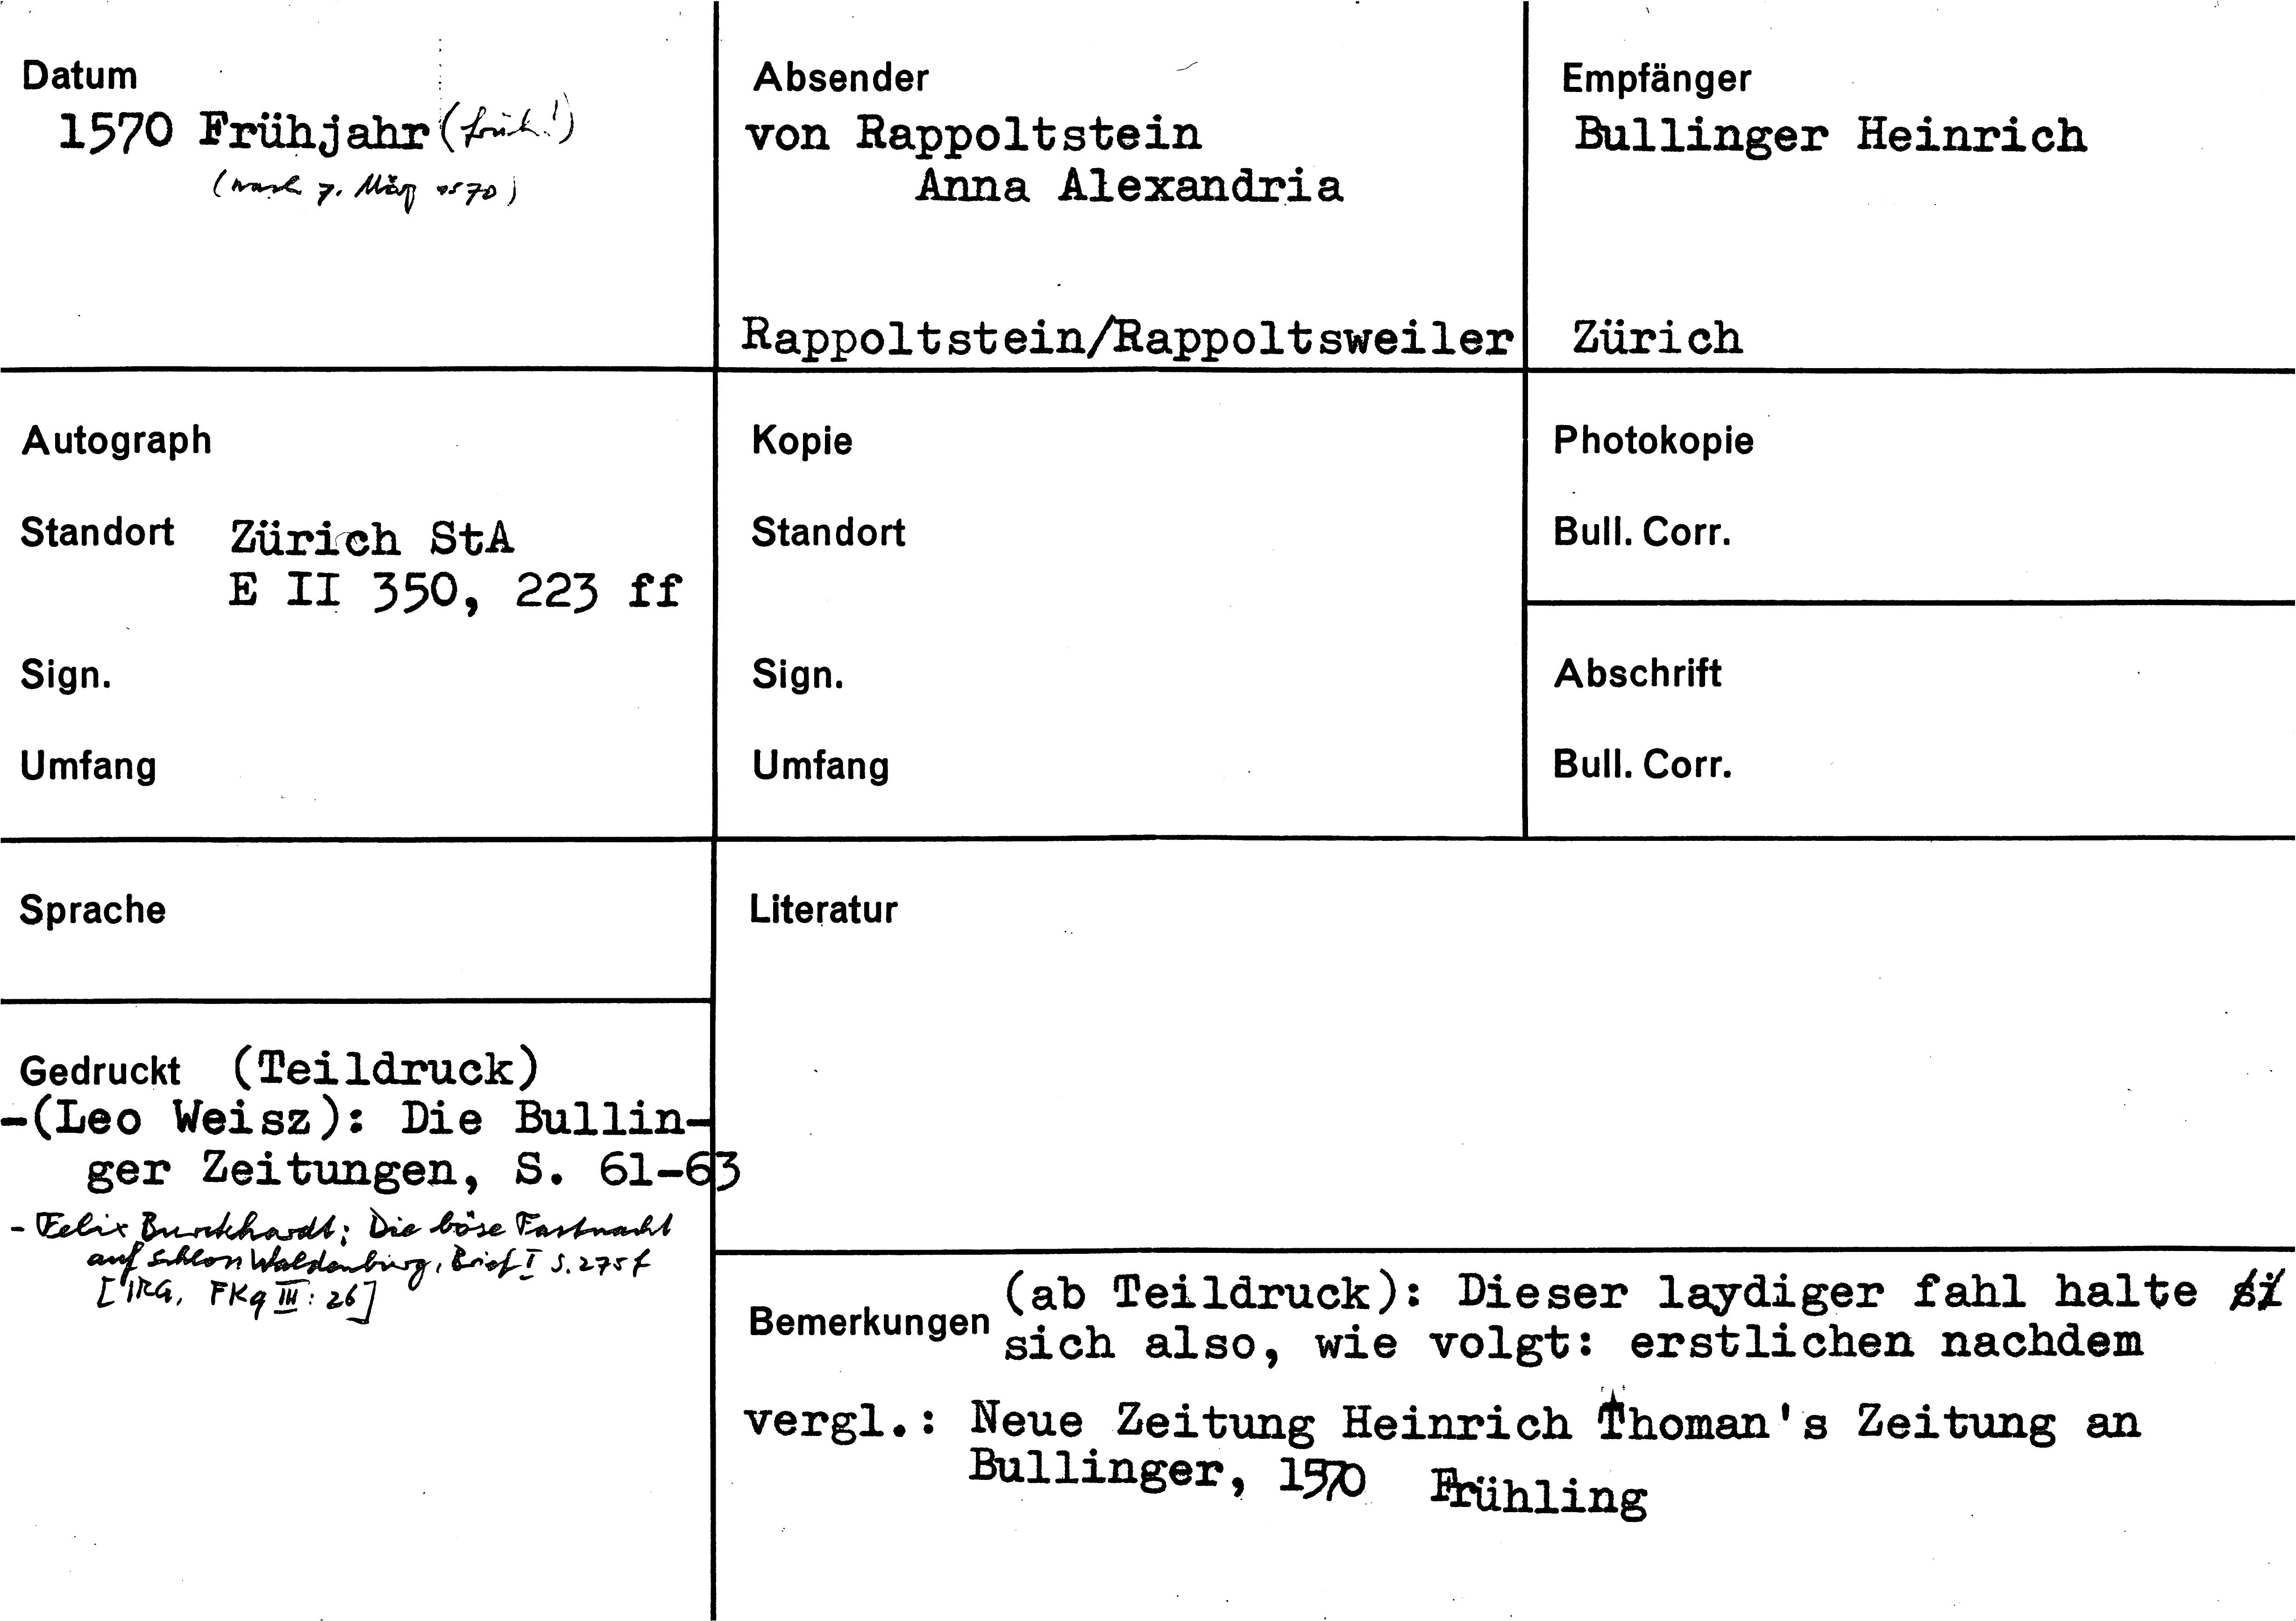 Datum
1570 Frühjahr (früh!)
(nach 7. März 1570)
Absender
von Rappoltstein
Anna Alexandria
Rappoltstein/Rappoltsweiler
Empfänger
Bullinger Heinrich
Zürich
Autograph
Standort Zürich StA
E II 350, 223 ff
Sign.
Umfang
Kopie
Standort
Sign.
Umfang
Photokopie
Bull. Corr.
Abschrift
Bull. Corr.
Sprache
Gedruckt (Teildruck)
-(Leo Weisz): Die Bullin-
ger Zeitungen, S. 61-63
- Felix Burckhardt: Die böse Fastnacht
auf Schloss Waldenburg, Brief I S. 275 f
[IRG, FKg III: 26]
Literatur
Bemerkungen (ab Teildruck): Dieser laydiger fahl halte
sich also, wie volgt: erstlichen nachdem
vergl.: Neue Zeitung Heinrich Thoman's Zeitung an
Bullinger, 1570 Frühling